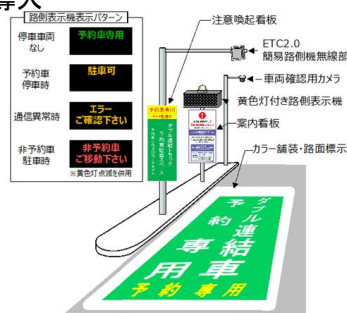 導入
路側表示機表示パターン
停車車両
なし
予約車専用
予約車
停車時
駐車可
通信異常時
エラー
ご確認下さい
非予約車
駐車時
非予約車
ご移動下さい
※黄色灯点滅を併用
注意喚起看板
ETC2.0
簡易路側機無線部
車両確認用カメラ
黄色灯付き路側表示機
案内看板
カラー舗装・路面標示
ダブル連結車
予約専用
予約専用